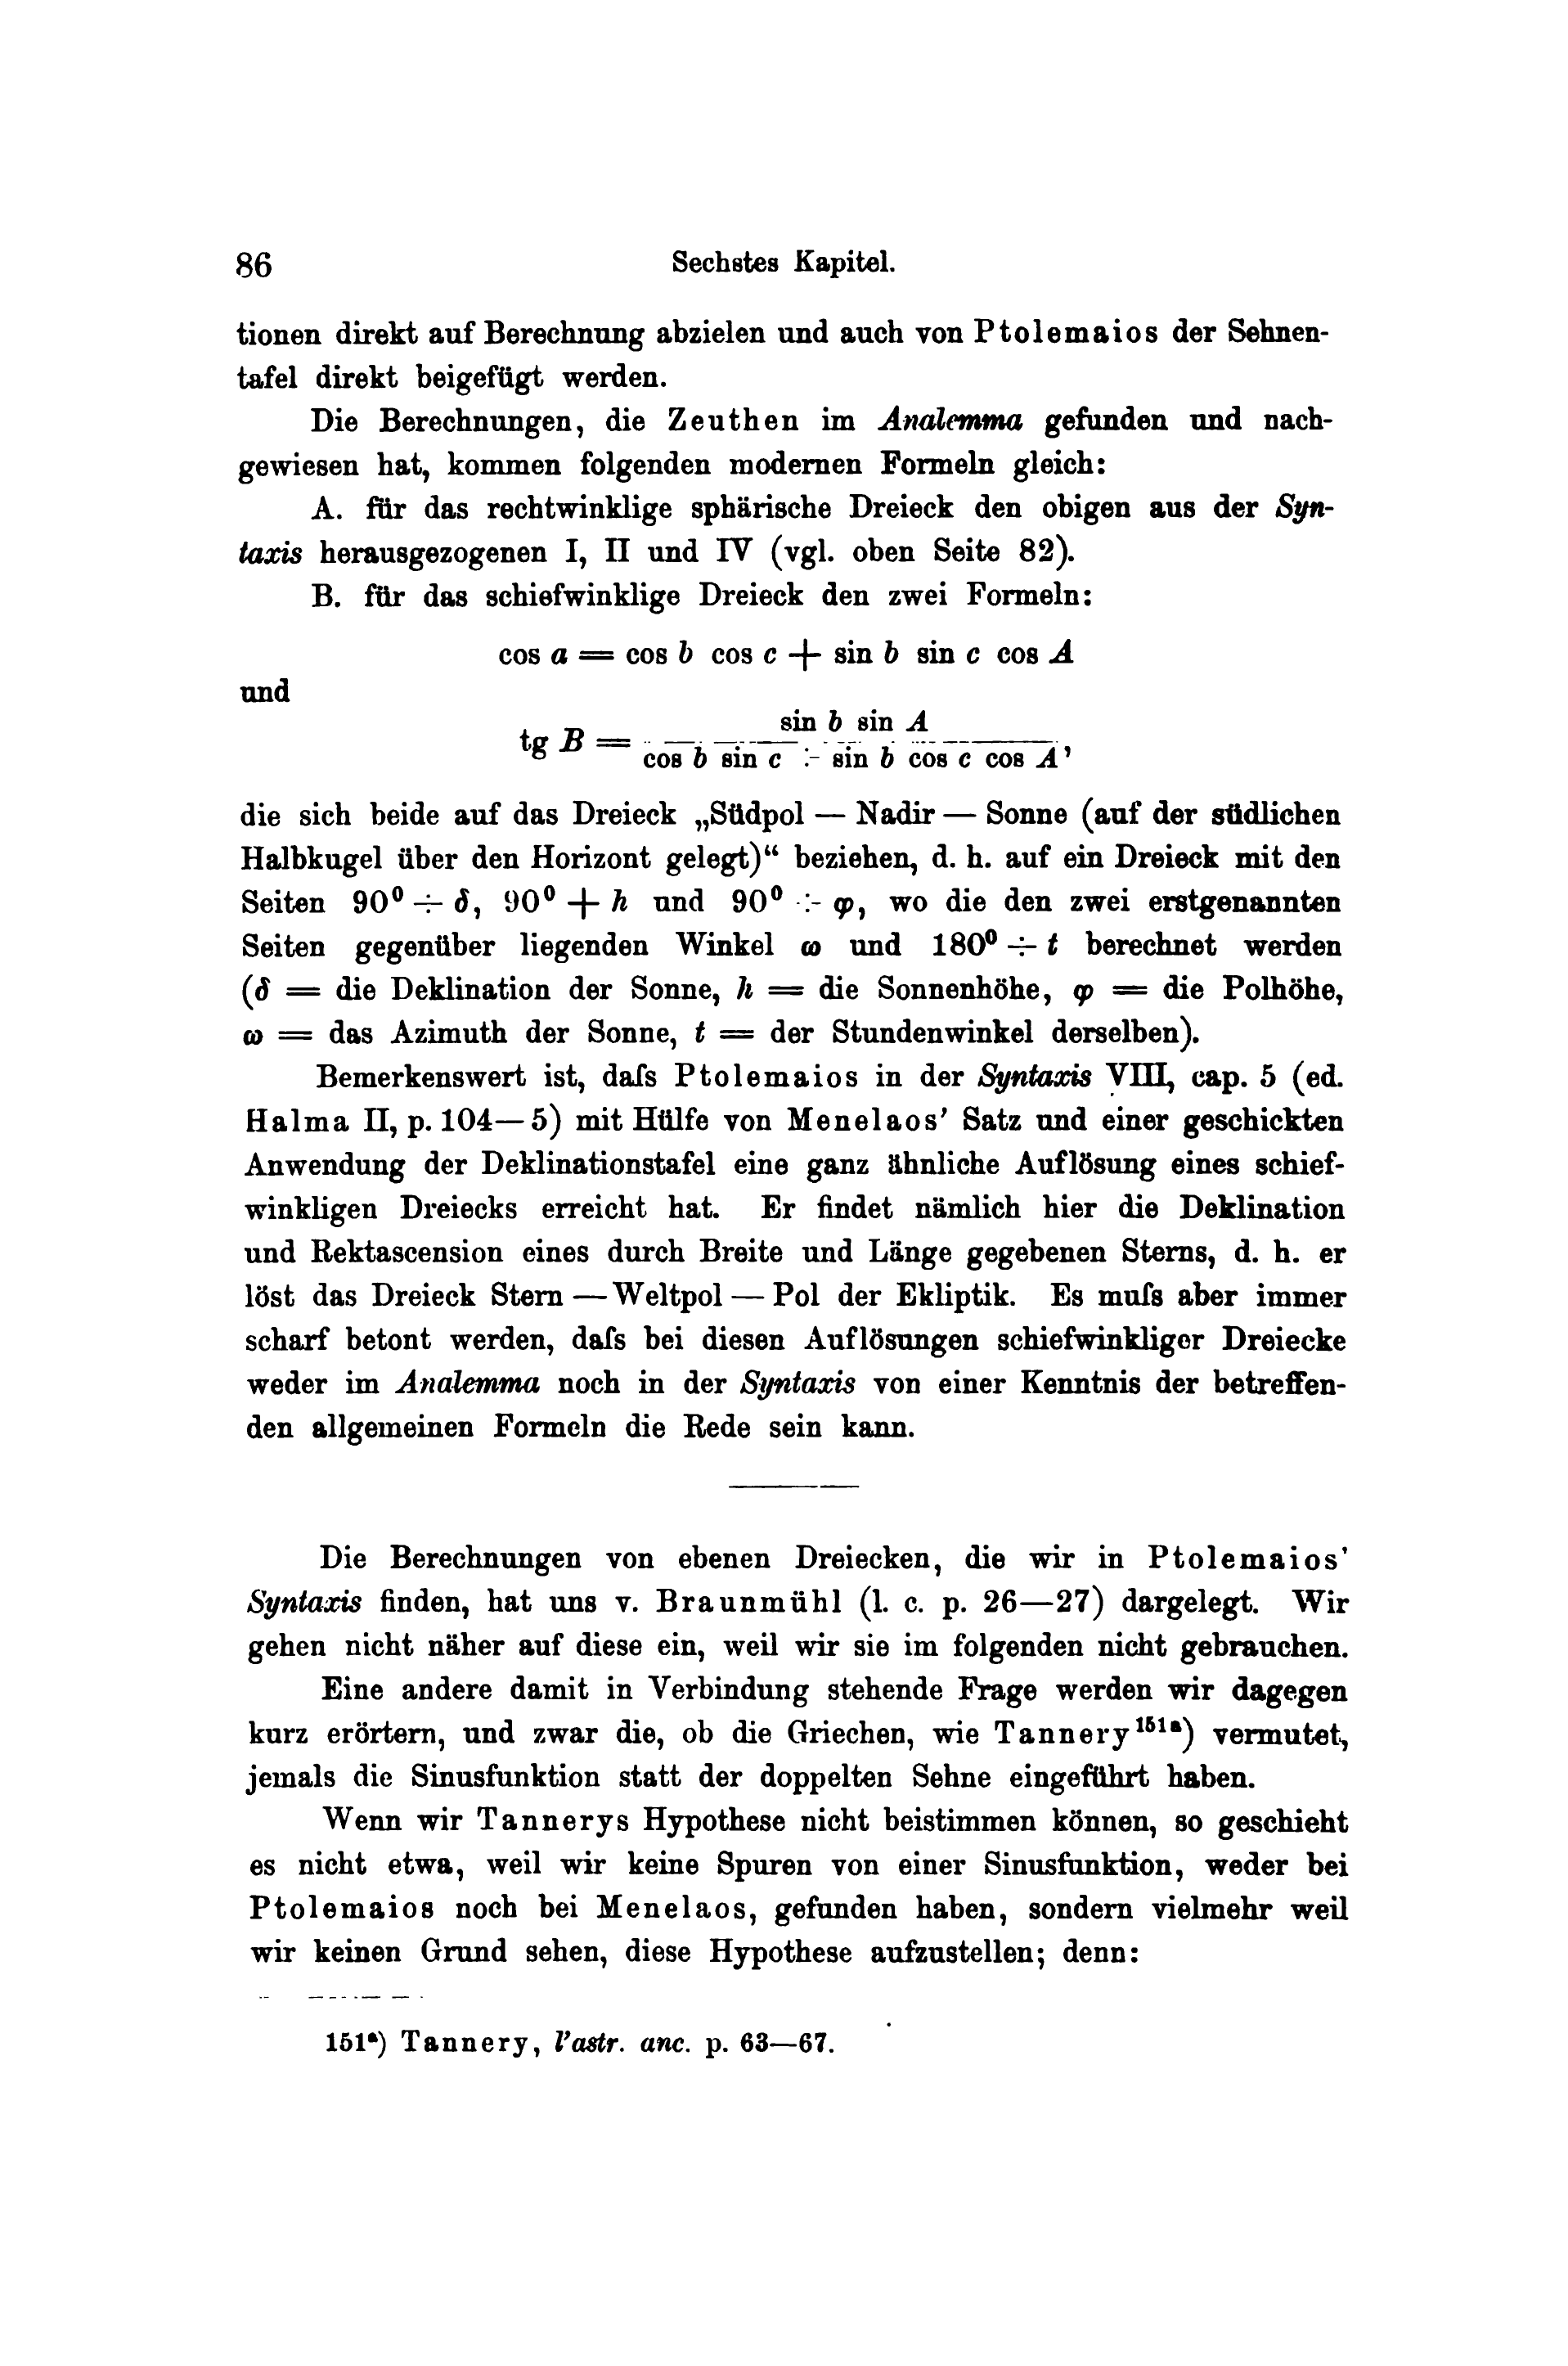 86 Sechstes Kapitel.
tionen direkt auf Berechnung abzielen und auch von Ptolemaios der Sehnen-
tafel direkt beigefügt werden.
Die Berechnungen, die Zeuthen im Analemma gefunden und nach-
gewiesen hat, kommen folgenden modernen Formeln gleich:
A. für das rechtwinklige sphärische Dreieck den obigen aus der Syn-
taxis herausgezogenen I, II und IV (vgl. oben Seite 82).
B. für das schiefwinklige Dreieck den zwei Formeln:
cos a = cos b cos c + sin b sin c cos A
und
sin b sin A
tg B =
cos b sin c ÷ sin b cos c cos A,
die sich beide auf das Dreieck „Südpol — Nadir — Sonne (auf der südlichen
Halbkugel über den Horizont gelegt)“ beziehen, d. h. auf ein Dreieck mit den
Seiten 90⁰ ÷ δ, 90⁰ + h und 90⁰ ÷ φ, wo die den zwei erstgenannten
Seiten gegenüber liegenden Winkel ω und 180⁰ ÷ t berechnet werden
(δ = die Deklination der Sonne, h = die Sonnenhöhe, φ = die Polhöhe,
ω = das Azimuth der Sonne, t = der Stundenwinkel derselben).
Bemerkenswert ist, daſs Ptolemaios in der Syntaxis VIII, cap. 5 (ed.
Halma II, p. 104—5) mit Hülfe von Menelaos’ Satz und einer geschickten
Anwendung der Deklinationstafel eine ganz ähnliche Auflösung eines schief-
winkligen Dreiecks erreicht hat. Er findet nämlich hier die Deklination
und Rektascension eines durch Breite und Länge gegebenen Sterns, d. h. er
löst das Dreieck Stern — Weltpol — Pol der Ekliptik. Es muſs aber immer
scharf betont werden, daſs bei diesen Auflösungen schiefwinkliger Dreiecke
weder im Analemma noch in der Syntaxis von einer Kenntnis der betreffen-
den allgemeinen Formeln die Rede sein kann.
Die Berechnungen von ebenen Dreiecken, die wir in Ptolemaios’
Syntaxis finden, hat uns v. Braunmühl (l. c. p. 26—27) dargelegt. Wir
gehen nicht näher auf diese ein, weil wir sie im folgenden nicht gebrauchen.
Eine andere damit in Verbindung stehende Frage werden wir dagegen
kurz erörtern, und zwar die, ob die Griechen, wie Tannery¹⁵¹ᵃ) vermutet,
jemals die Sinusfunktion statt der doppelten Sehne eingeführt haben.
Wenn wir Tannerys Hypothese nicht beistimmen können, so geschieht
es nicht etwa, weil wir keine Spuren von einer Sinusfunktion, weder bei
Ptolemaios noch bei Menelaos, gefunden haben, sondern vielmehr weil
wir keinen Grund sehen, diese Hypothese aufzustellen; denn:
151ᵃ) Tannery, l’astr. anc. p. 63—67.